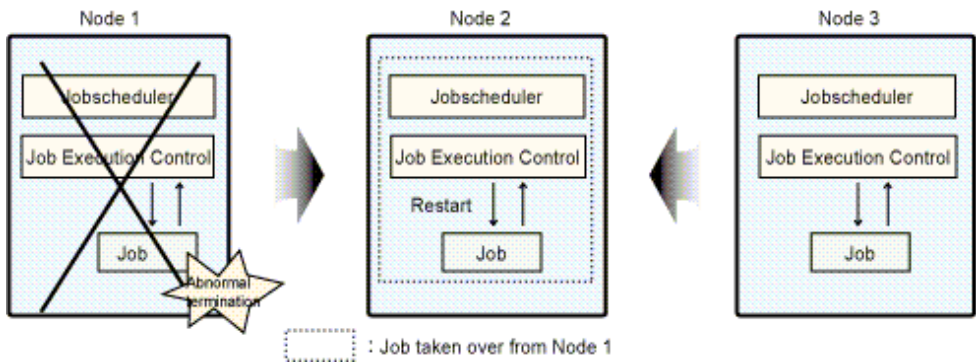 Node 1
Node 2
Node 3
Jobscheduler
Job Execution Control
Job
Abnormal
termination
Jobscheduler
Job Execution Control
Restart
Job
Jobscheduler
Job Execution Control
Job
: Job taken over from Node 1